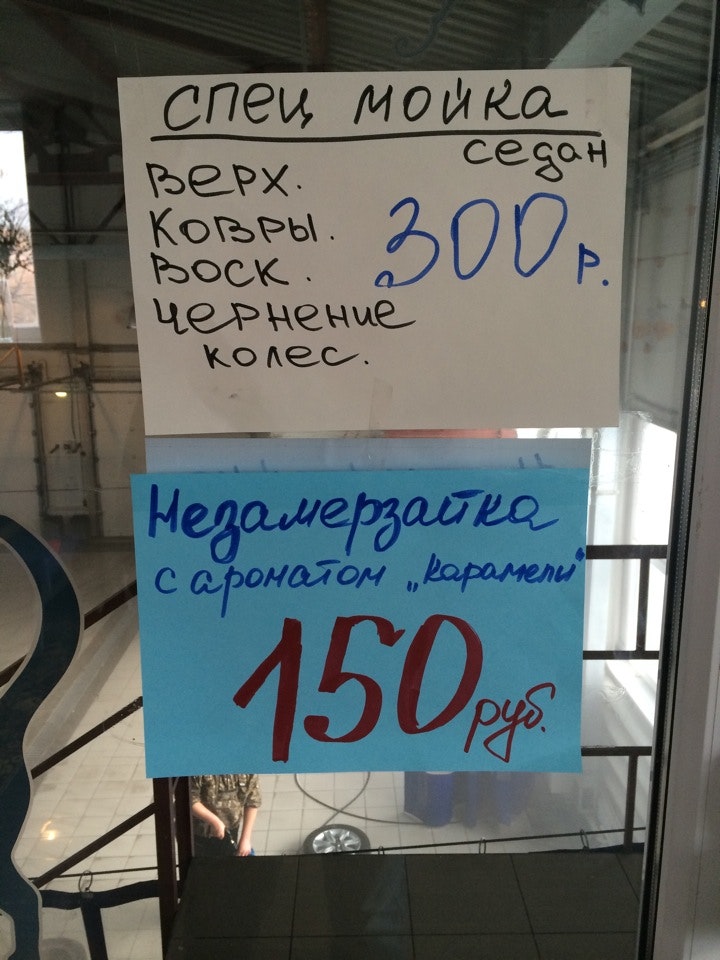 СПЕЦ МОЙКА
седан
ВЕРХ.
КОВРЫ. 300 р.
ВОСК.
ЧЕРНЕНИЕ
КОЛЕС.
Незамерзайка
с ароматом „карамели“
150 руб.